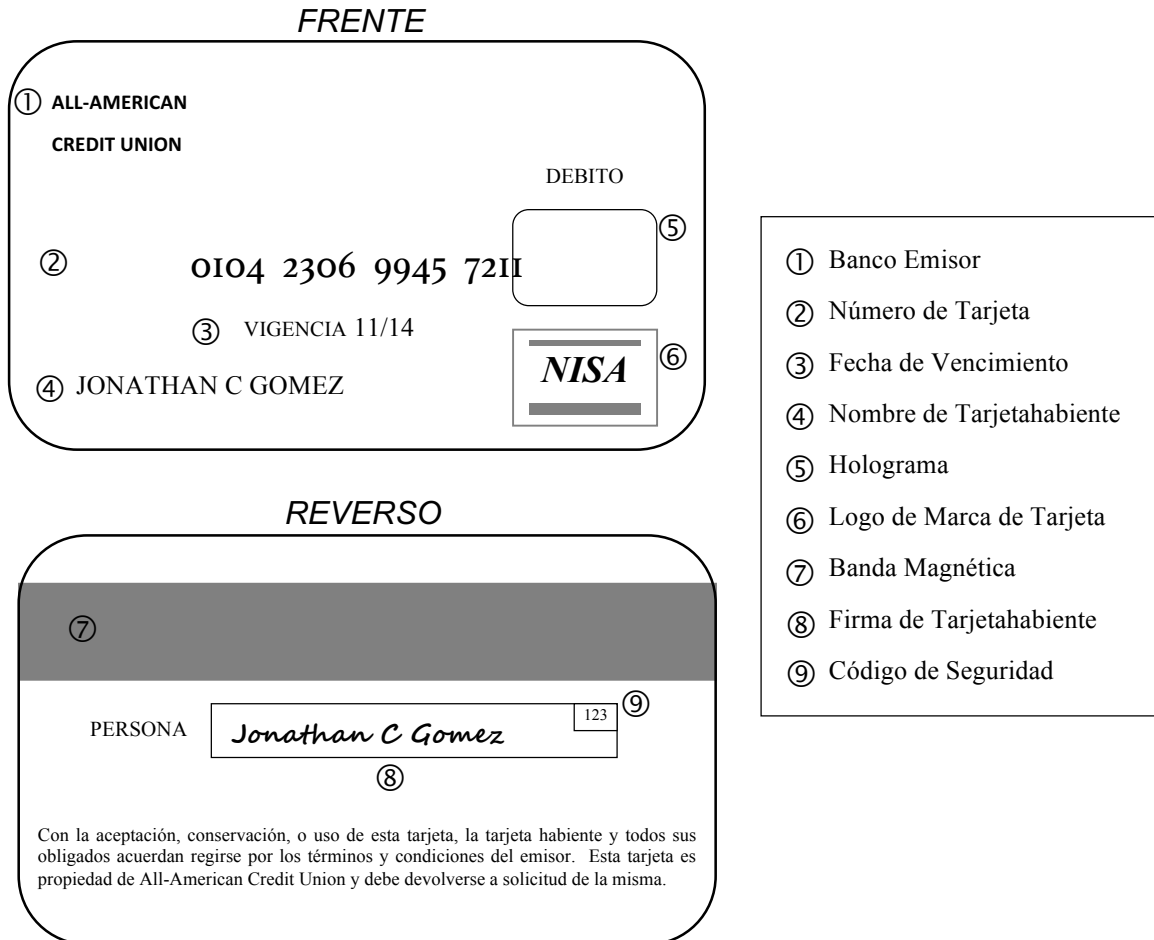 FRENTE
① ALL-AMERICAN
CREDIT UNION
DEBITO
⑤
② 0104 2306 9945 7211
③ VIGENCIA 11/14
NISA ⑥
④ JONATHAN C GOMEZ
① Banco Emisor
② Número de Tarjeta
③ Fecha de Vencimiento
④ Nombre de Tarjetahabiente
⑤ Holograma
⑥ Logo de Marca de Tarjeta
⑦ Banda Magnética
⑧ Firma de Tarjetahabiente
⑨ Código de Seguridad
REVERSO
⑦
PERSONA Jonathan C Gomez 123 ⑨
⑧
Con la aceptación, conservación, o uso de esta tarjeta, la tarjeta habiente y todos sus
obligados acuerdan regirse por los términos y condiciones del emisor. Esta tarjeta es
propiedad de All-American Credit Union y debe devolverse a solicitud de la misma.